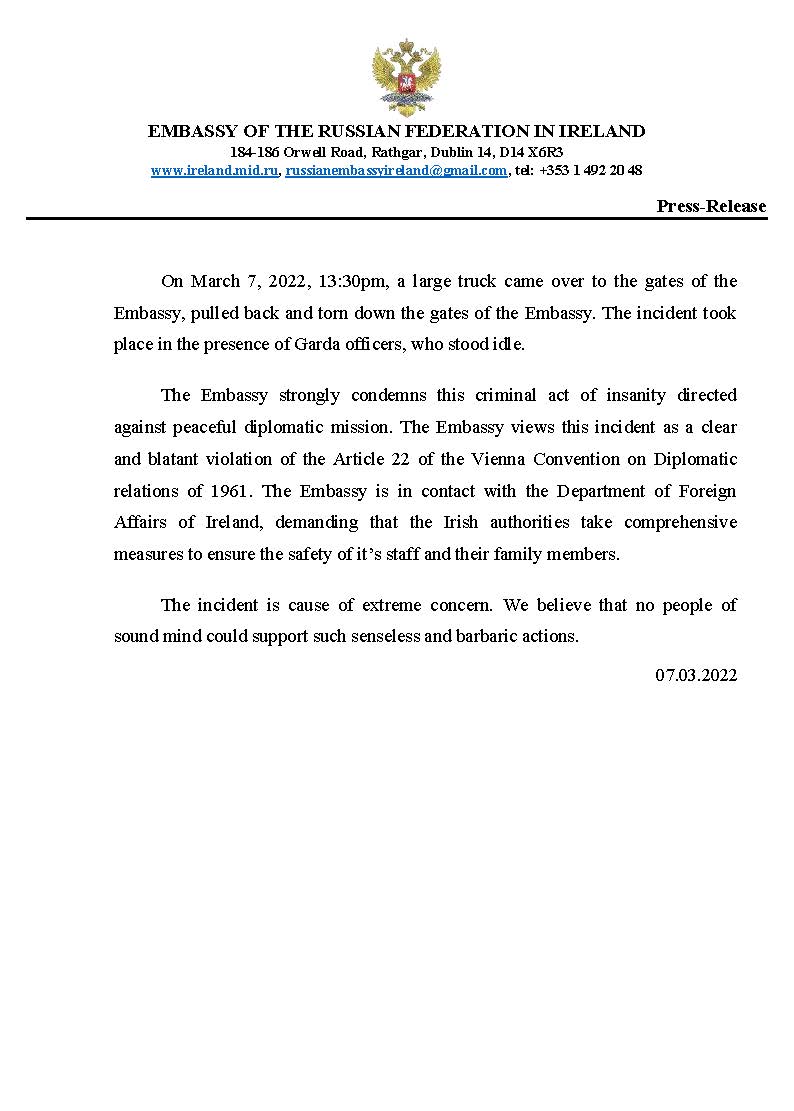 EMBASSY OF THE RUSSIAN FEDERATION IN IRELAND
184-186 Orwell Road, Rathgar, Dublin 14, D14 X6R3
www.ireland.mid.ru, russianembassyireland@gmail.com, tel: +353 1 492 20 48
Press-Release
On March 7, 2022, 13:30pm, a large truck came over to the gates of the
Embassy, pulled back and torn down the gates of the Embassy. The incident took
place in the presence of Garda officers, who stood idle.
The Embassy strongly condemns this criminal act of insanity directed
against peaceful diplomatic mission. The Embassy views this incident as a clear
and blatant violation of the Article 22 of the Vienna Convention on Diplomatic
relations of 1961. The Embassy is in contact with the Department of Foreign
Affairs of Ireland, demanding that the Irish authorities take comprehensive
measures to ensure the safety of it’s staff and their family members.
The incident is cause of extreme concern. We believe that no people of
sound mind could support such senseless and barbaric actions.
07.03.2022